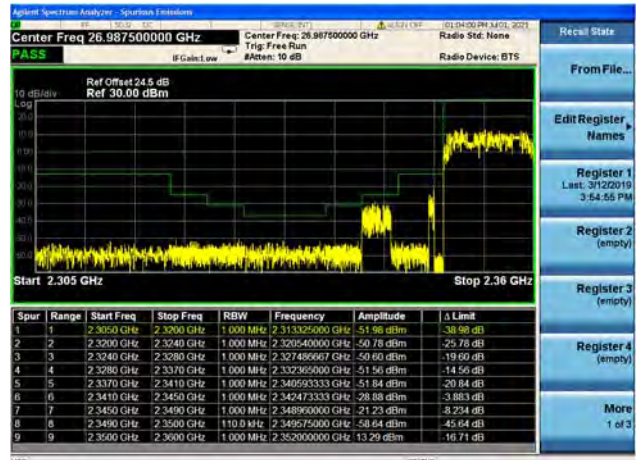 Agilent Spectrum Analyzer - Spurious Emissions
SENSE:INT
ALIGN OFF
01:04:00 PM Jul 01, 2021
Recall State
Center Freq 26.987500000 GHz
Center Freq: 26.987500000 GHz
Radio Std: None
PASS
IFGain:Low
Trig: Free Run
#Atten: 10 dB
Radio Device: BTS
From File...
Ref Offset 24.5 dB
10 dB/div
Ref 30.00 dBm
Log
20.0
10.0
0.00
Edit Register
Names
Register 1
Last: 3/12/2019
3:54:55 PM
Register 2
(empty)
Start 2.305 GHz
Stop 2.36 GHz
Register 3
(empty)
Spur Range Start Freq Stop Freq RBW Frequency Amplitude Δ Limit
1 1 2.3050 GHz 2.3200 GHz 1.000 MHz 2.313325000 GHz -51.98 dBm -38.98 dB
2 2 2.3200 GHz 2.3240 GHz 1.000 MHz 2.320540000 GHz -50.78 dBm -25.78 dB
3 3 2.3240 GHz 2.3280 GHz 1.000 MHz 2.327486667 GHz -50.60 dBm -19.60 dB
4 4 2.3280 GHz 2.3370 GHz 1.000 MHz 2.332365000 GHz -51.56 dBm -14.56 dB
5 5 2.3370 GHz 2.3410 GHz 1.000 MHz 2.340593333 GHz -51.84 dBm -20.84 dB
6 6 2.3410 GHz 2.3450 GHz 1.000 MHz 2.342473333 GHz -28.88 dBm -3.883 dB
7 7 2.3450 GHz 2.3490 GHz 1.000 MHz 2.348960000 GHz -21.23 dBm -8.234 dB
8 8 2.3490 GHz 2.3500 GHz 110.0 kHz 2.349575000 GHz -58.64 dBm -45.64 dB
9 9 2.3500 GHz 2.3600 GHz 1.000 MHz 2.352000000 GHz 13.29 dBm -16.71 dB
Register 4
(empty)
More
1 of 3